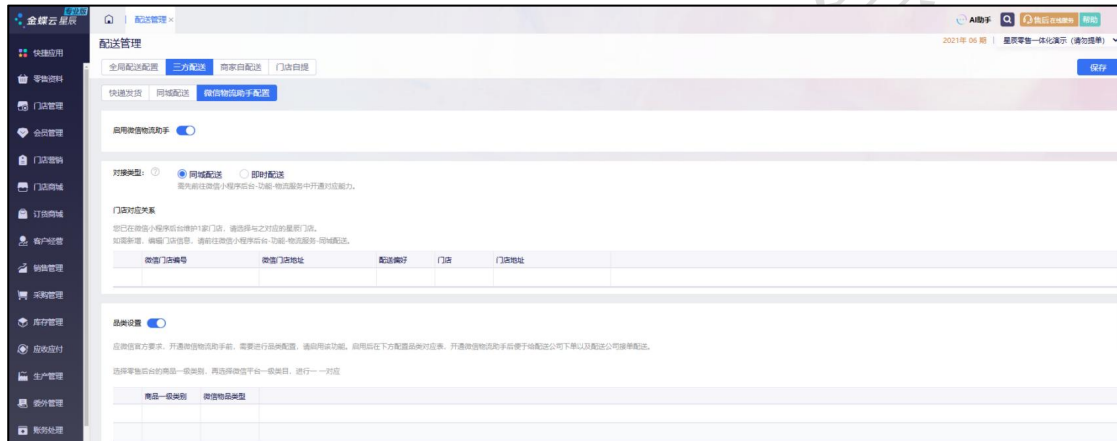 专业版
金蝶云星辰
配送管理×
AI助手
售后在线服务
帮助
快捷应用
零售资料
门店管理
会员管理
门店营销
门店商城
订货商城
客户经营
销售管理
采购管理
库存管理
应收应付
生产管理
委外管理
账务处理
配送管理
2021年 06 期
星辰零售一体化演示（请勿提单）
全局配送配置
三方配送
商家自配送
门店自提
保存
快递发货
同城配送
微信物流助手配置
启用微信物流助手
对接类型：
同城配送
即时配送
需先前往微信小程序后台-功能-物流服务中开通对应能力。
门店对应关系
您已在微信小程序后台维护1家门店，请选择与之对应的星辰门店。
如需新增、编辑门店信息，请前往微信小程序后台-功能-物流服务-同城配送。
微信门店编号
微信门店地址
配送偏好
门店
门店地址
品类设置
应微信官方要求，开通微信物流助手前，需要进行品类配置，请启用该功能。启用后在下方配置品类对应表，开通微信物流助手后便于给配送公司下单以及配送公司接单配送。
选择零售后台的商品一级类别，再选择微信平台一级类目，进行一 一对应
商品一级类别
微信物品类型